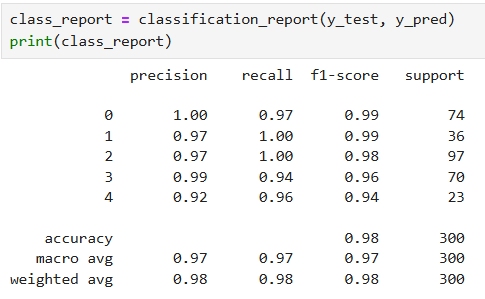 class_report = classification_report(y_test, y_pred)
print(class_report)
precision recall f1-score support
0 1.00 0.97 0.99 74
1 0.97 1.00 0.99 36
2 0.97 1.00 0.98 97
3 0.99 0.94 0.96 70
4 0.92 0.96 0.94 23
accuracy 0.98 300
macro avg 0.97 0.97 0.97 300
weighted avg 0.98 0.98 0.98 300